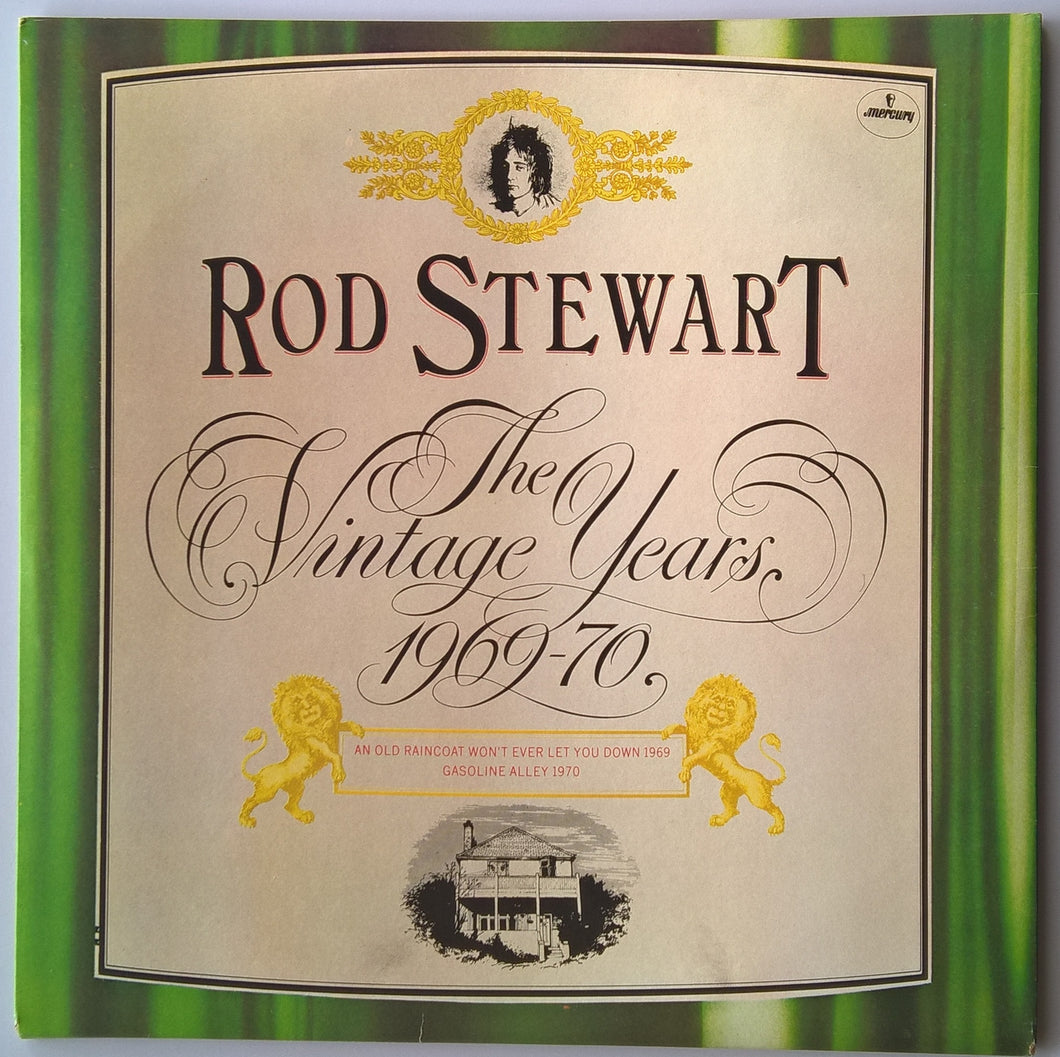 mercury
ROD STEWART
The
Vintage Years
1969-70.
AN OLD RAINCOAT WON'T EVER LET YOU DOWN 1969
GASOLINE ALLEY 1970